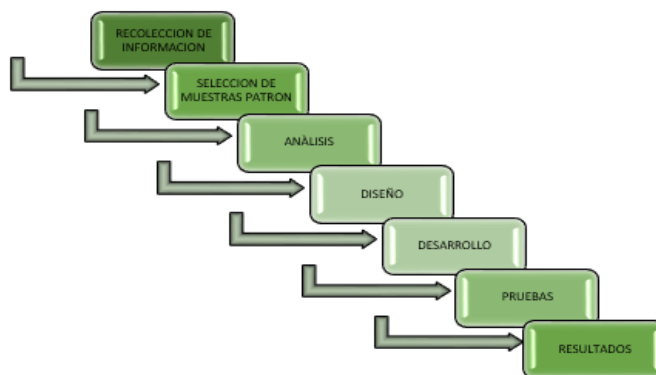 RECOLECCION DE
INFORMACION
SELECCION DE
MUESTRAS PATRON
ANÀLISIS
DISEÑO
DESARROLLO
PRUEBAS
RESULTADOS